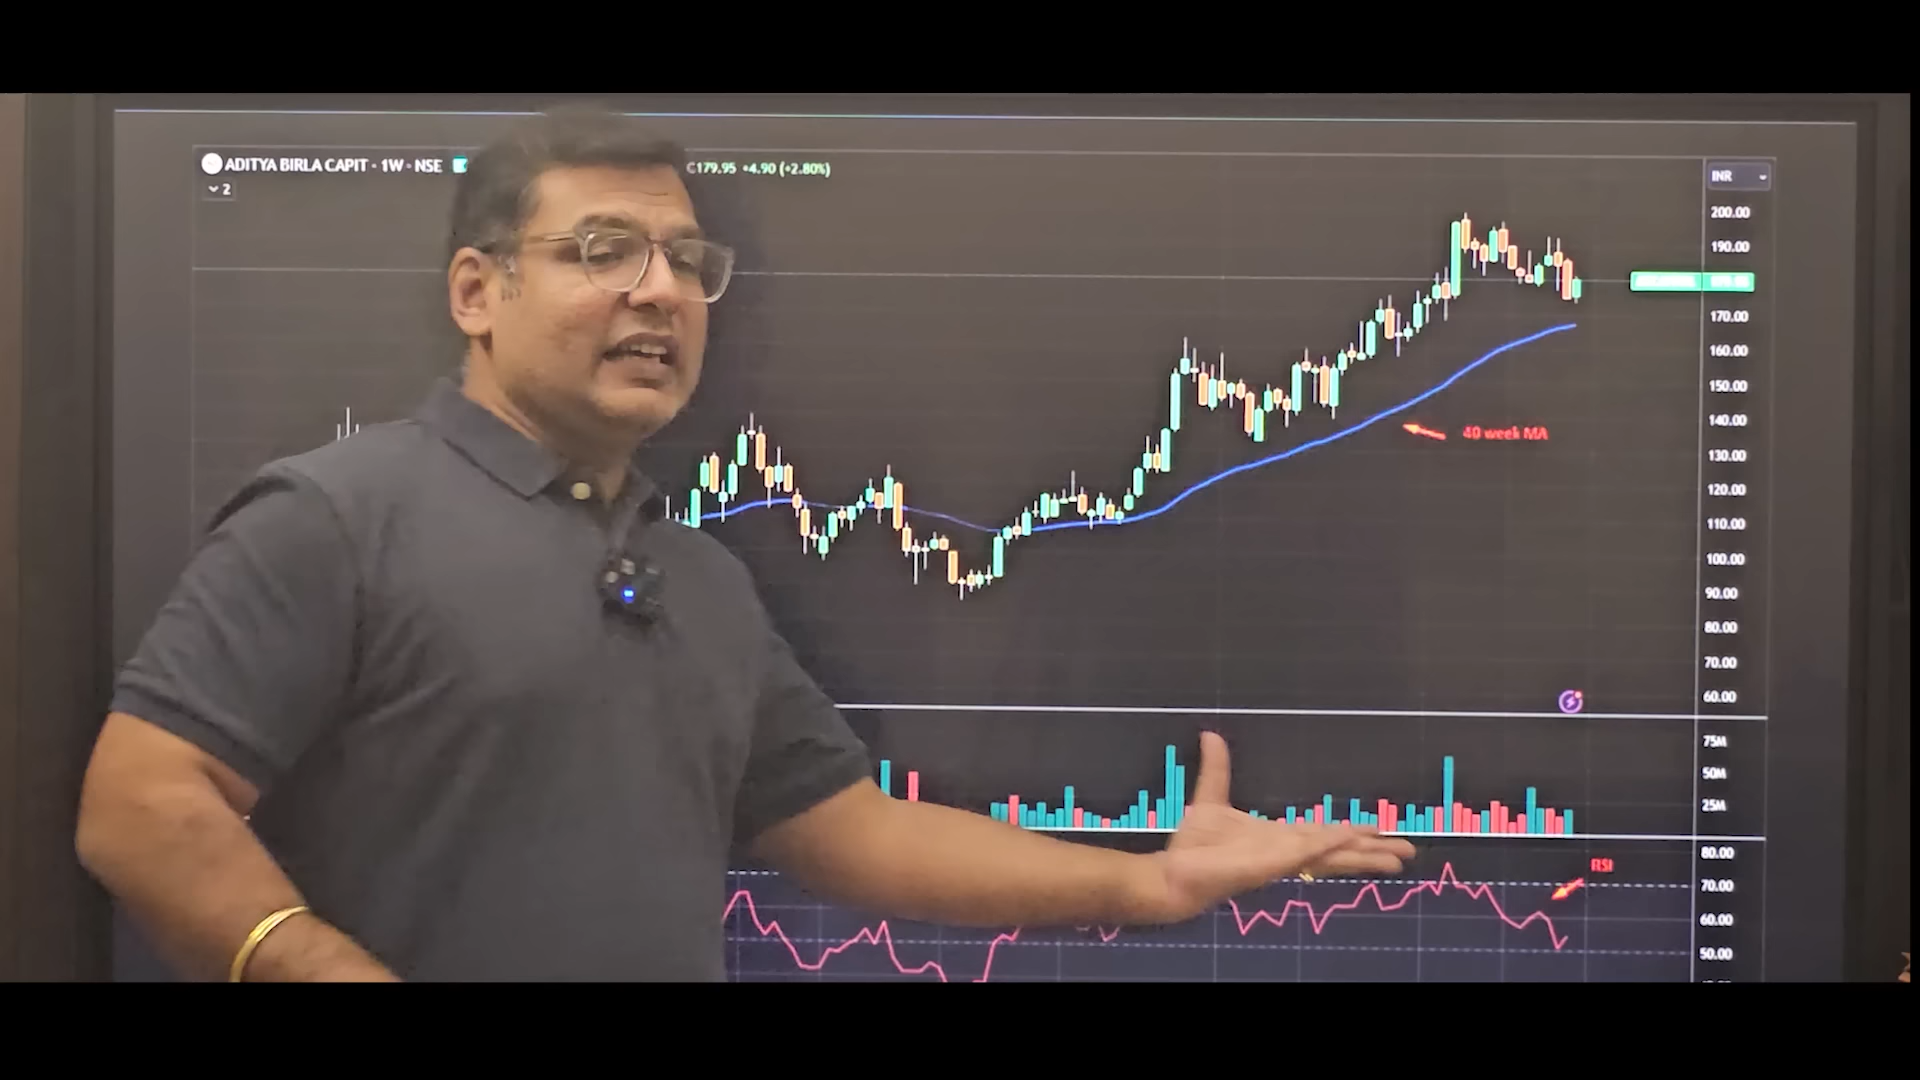 ADITYA BIRLA CAPIT · 1W · NSE
C179.95 +4.90 (+2.80%)
2
INR
200.00
190.00
170.00
160.00
150.00
140.00
40 week MA
130.00
120.00
110.00
100.00
90.00
80.00
70.00
60.00
75M
50M
25M
80.00
RSI
70.00
60.00
50.00